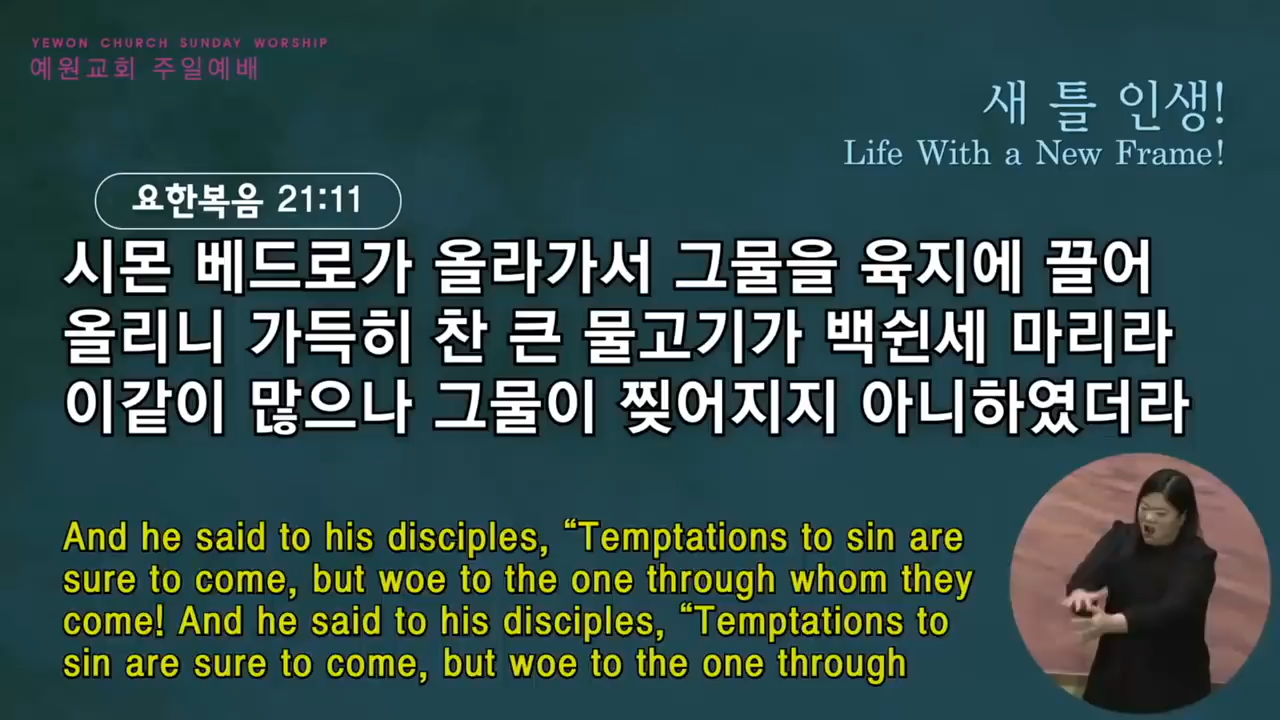 YEWON CHURCH SUNDAY WORSHIP
예원교회 주일예배
새 틀 인생!
Life With a New Frame!
요한복음 21:11
시몬 베드로가 올라가서 그물을 육지에 끌어
올리니 가득히 찬 큰 물고기가 백쉰세 마리라
이같이 많으나 그물이 찢어지지 아니하였더라
And he said to his disciples, “Temptations to sin are
sure to come, but woe to the one through whom they
come! And he said to his disciples, “Temptations to
sin are sure to come, but woe to the one through